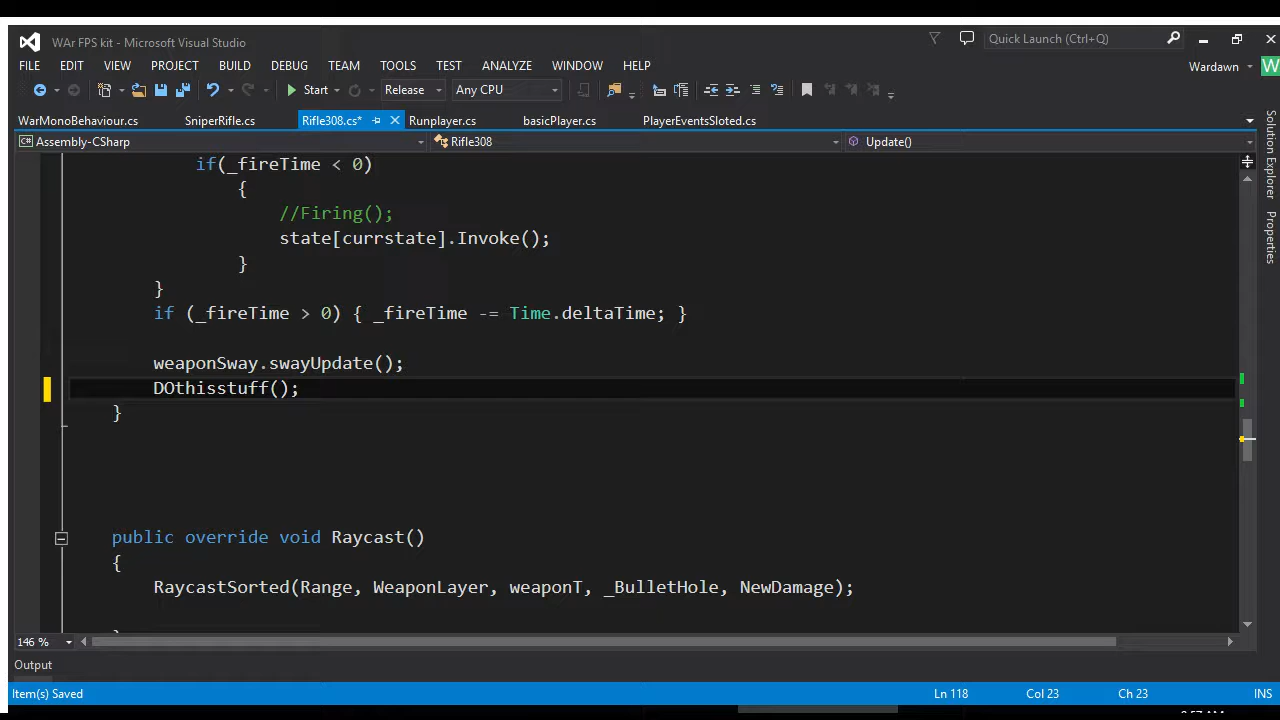 WAr FPS kit - Microsoft Visual Studio
Quick Launch (Ctrl+Q)
FILE EDIT VIEW PROJECT BUILD DEBUG TEAM TOOLS TEST ANALYZE WINDOW HELP
Wardawn W
Start Release Any CPU
WarMonoBehaviour.cs SniperRifle.cs Rifle308.cs* Runplayer.cs basicPlayer.cs PlayerEventsSloted.cs
Assembly-CSharp Rifle308 Update()
Solution Explorer
Properties
if(_fireTime < 0)
{
//Firing();
state[currstate].Invoke();
}
}
if (_fireTime > 0) { _fireTime -= Time.deltaTime; }
weaponSway.swayUpdate();
DOthisstuff();
}
public override void Raycast()
{
RaycastSorted(Range, WeaponLayer, weaponT, _BulletHole, NewDamage);
146 %
Output
Item(s) Saved Ln 118 Col 23 Ch 23 INS